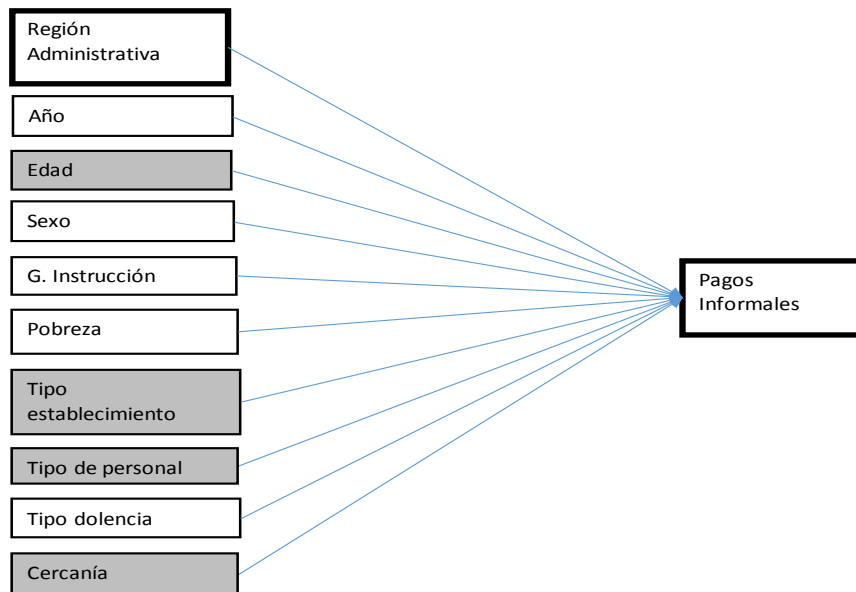 Región
Administrativa
Año
Edad
Sexo
G. Instrucción
Pobreza
Tipo
establecimiento
Tipo de personal
Tipo dolencia
Cercanía
Pagos
Informales